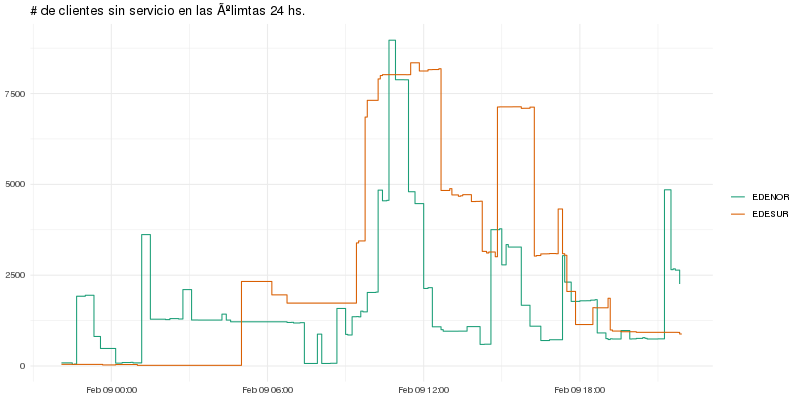 # de clientes sin servicio en las Ãºlimtas 24 hs.
7500
5000
2500
0
Feb 09 00:00
Feb 09 06:00
Feb 09 12:00
Feb 09 18:00
EDENOR
EDESUR